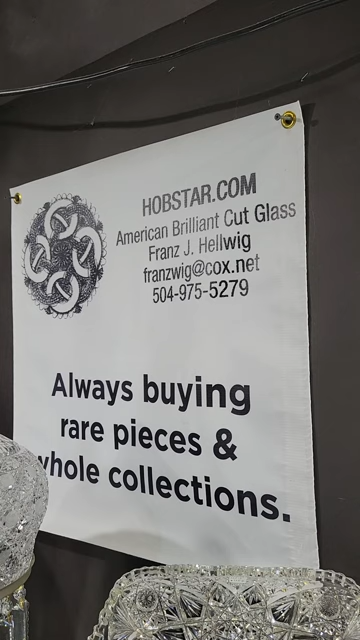 HOBSTAR.COM
American Brilliant Cut Glass
Franz J. Hellwig
franzwig@cox.net
504-975-5279
Always buying
rare pieces &
whole collections.